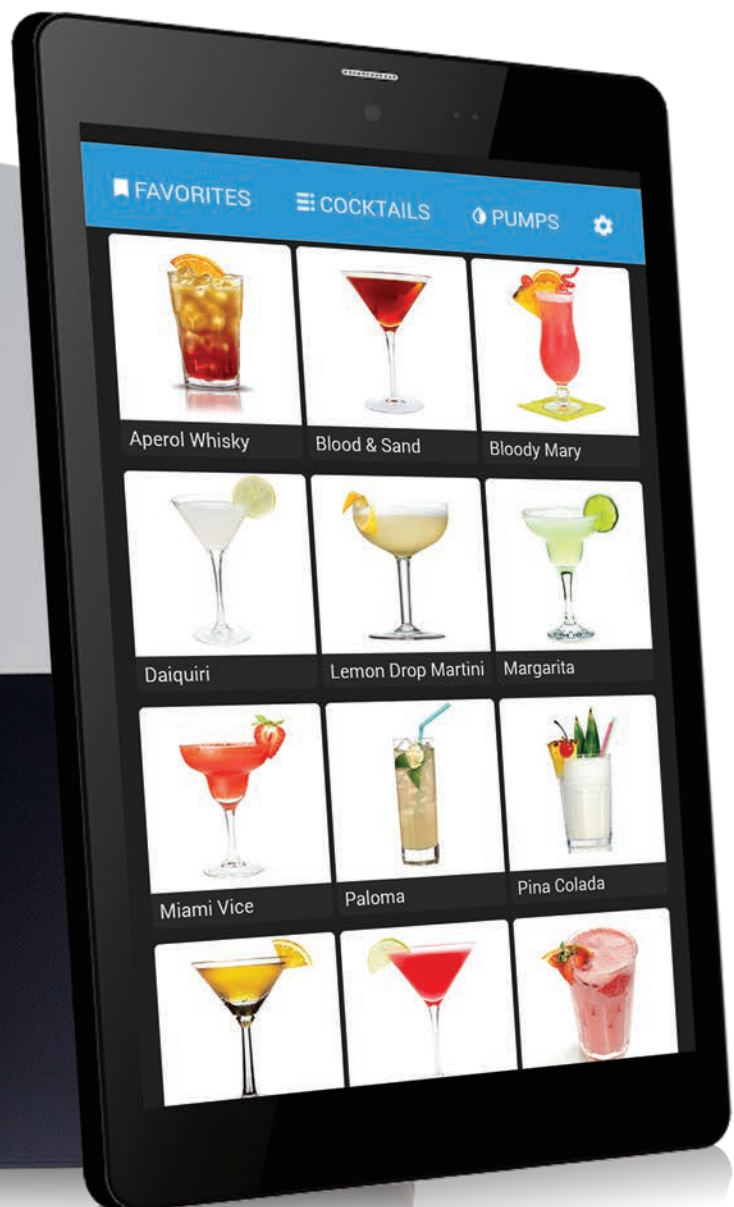 FAVORITES COCKTAILS PUMPS
Aperol Whisky Blood & Sand Bloody Mary
Daiquiri Lemon Drop Martini Margarita
Miami Vice Paloma Pina Colada